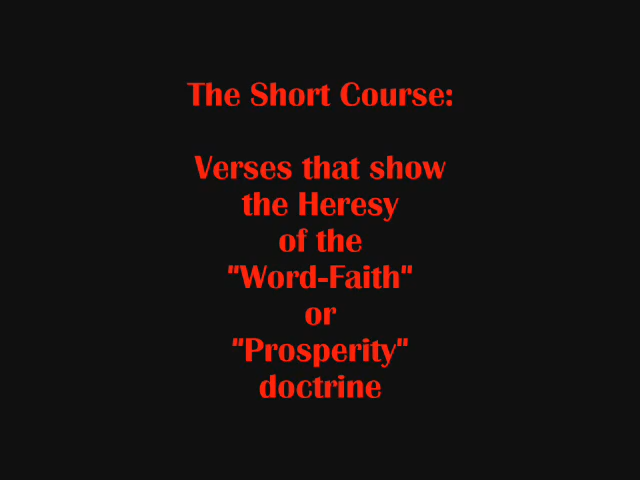 The Short Course:
Verses that show
the Heresy
of the
"Word-Faith"
or
"Prosperity"
doctrine